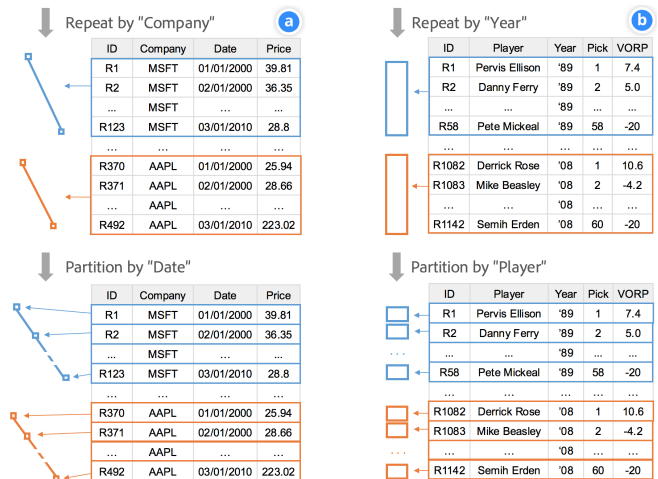 Repeat by "Company"
a
ID Company Date Price
R1 MSFT 01/01/2000 39.81
R2 MSFT 02/01/2000 36.35
... MSFT ... ...
R123 MSFT 03/01/2010 28.8
... ... ... ...
R370 AAPL 01/01/2000 25.94
R371 AAPL 02/01/2000 28.66
... AAPL ... ...
R492 AAPL 03/01/2010 223.02
Repeat by "Year"
b
ID Player Year Pick VORP
R1 Pervis Ellison '89 1 7.4
R2 Danny Ferry '89 2 5.0
... ... '89 ... ...
R58 Pete Mickeal '89 58 -20
... ... ... ... ...
R1082 Derrick Rose '08 1 10.6
R1083 Mike Beasley '08 2 -4.2
... ... '08 ... ...
R1142 Semih Erden '08 60 -20
Partition by "Date"
ID Company Date Price
R1 MSFT 01/01/2000 39.81
R2 MSFT 02/01/2000 36.35
... MSFT ... ...
R123 MSFT 03/01/2010 28.8
... ... ... ...
R370 AAPL 01/01/2000 25.94
R371 AAPL 02/01/2000 28.66
... AAPL ... ...
R492 AAPL 03/01/2010 223.02
Partition by "Player"
ID Player Year Pick VORP
R1 Pervis Ellison '89 1 7.4
R2 Danny Ferry '89 2 5.0
... ... ... '89 ... ...
R58 Pete Mickeal '89 58 -20
... ... ... ... ...
R1082 Derrick Rose '08 1 10.6
R1083 Mike Beasley '08 2 -4.2
... ... ... '08 ... ...
R1142 Semih Erden '08 60 -20